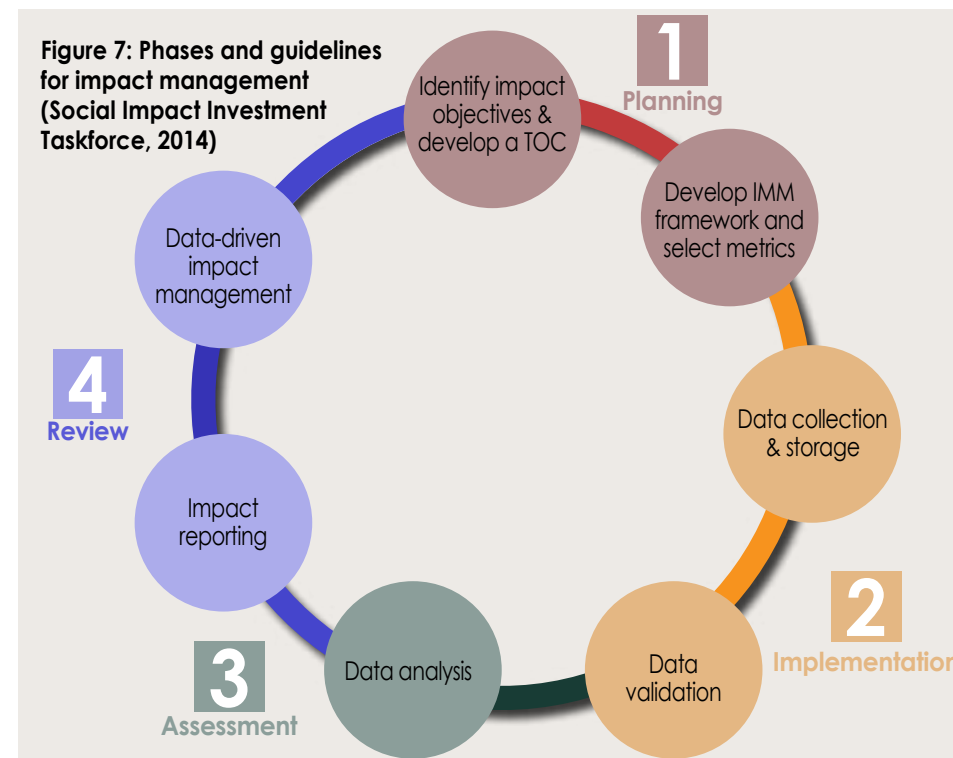 Figure 7: Phases and guidelines
for impact management
(Social Impact Investment
Taskforce, 2014)
1
Planning
Identify impact
objectives &
develop a TOC
Develop IMM
framework and
select metrics
Data collection
& storage
2
Implementation
Data
validation
Data analysis
3
Assessment
Impact
reporting
4
Review
Data-driven
impact
management